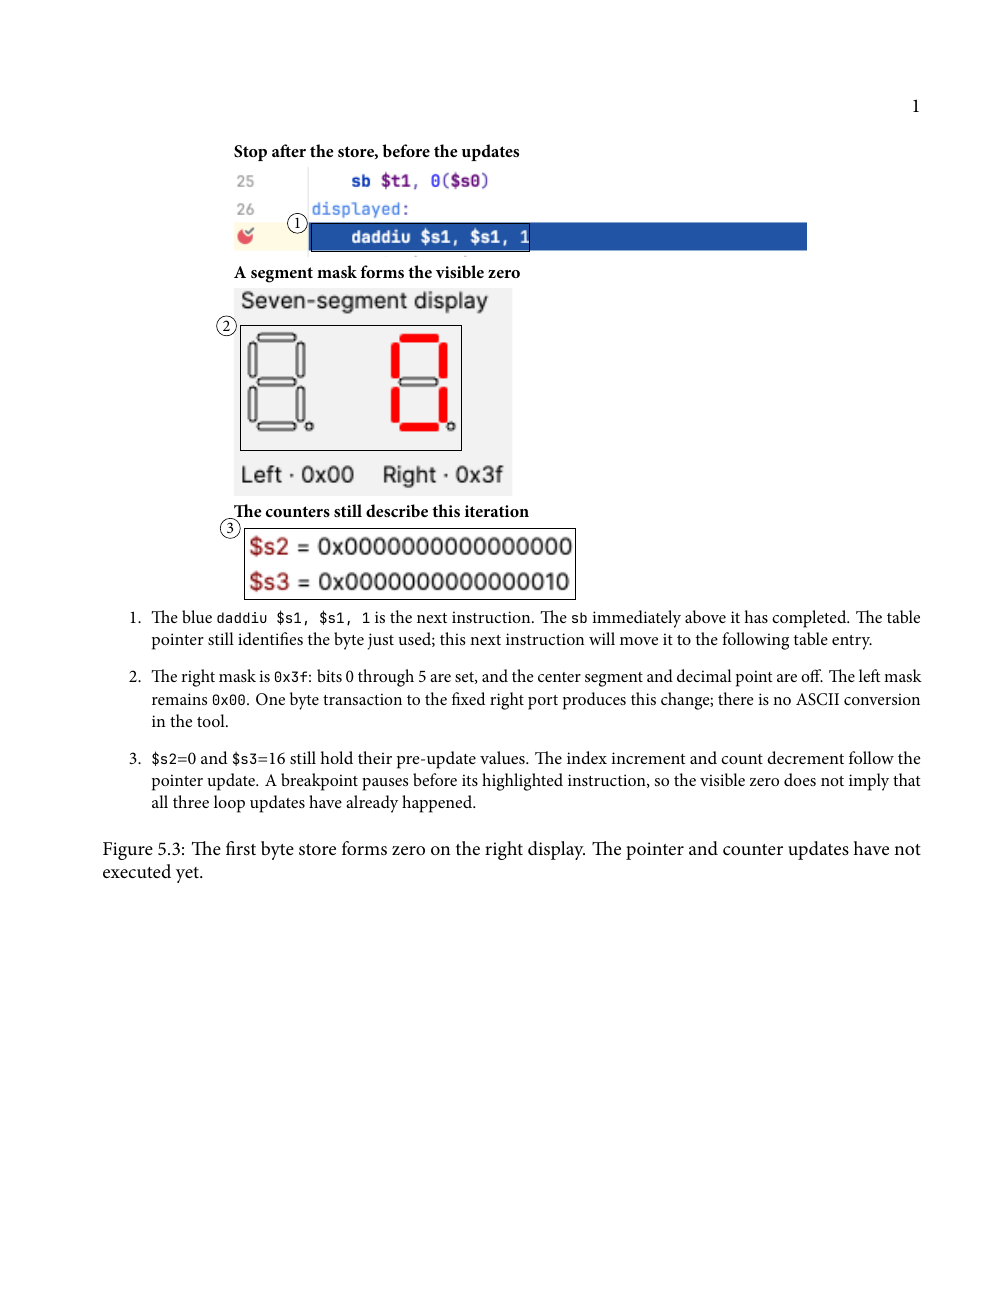 1
Stop after the store, before the updates
25 sb $t1, 0($s0)
26 displayed:
1 daddiu $s1, $s1, 1
A segment mask forms the visible zero
Seven-segment display
2
Left · 0x00 Right · 0x3f
The counters still describe this iteration
3
$s2 = 0x0000000000000000
$s3 = 0x0000000000000010
1. The blue daddiu $s1, $s1, 1 is the next instruction. The sb immediately above it has completed. The table
pointer still identifies the byte just used; this next instruction will move it to the following table entry.
2. The right mask is 0x3f: bits 0 through 5 are set, and the center segment and decimal point are off. The left mask
remains 0x00. One byte transaction to the fixed right port produces this change; there is no ASCII conversion
in the tool.
3. $s2=0 and $s3=16 still hold their pre-update values. The index increment and count decrement follow the
pointer update. A breakpoint pauses before its highlighted instruction, so the visible zero does not imply that
all three loop updates have already happened.
Figure 5.3: The first byte store forms zero on the right display. The pointer and counter updates have not
executed yet.